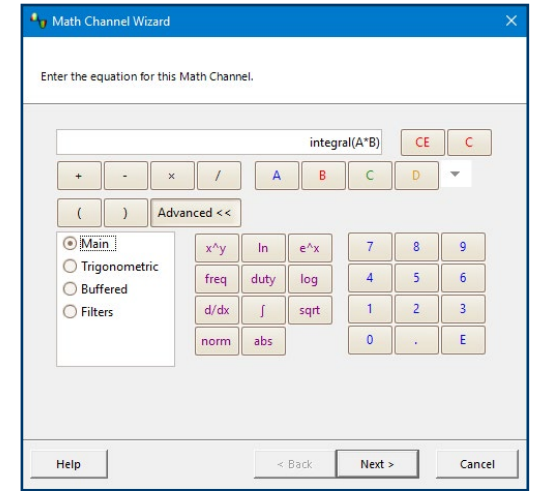 Math Channel Wizard
Enter the equation for this Math Channel.
integral(A*B) CE C
+ - × / A B C D
( ) Advanced <<
Main x^y ln e^x 7 8 9
Trigonometric freq duty log 4 5 6
Buffered d/dx ∫ sqrt 1 2 3
Filters norm abs 0 . E
Help < Back Next > Cancel